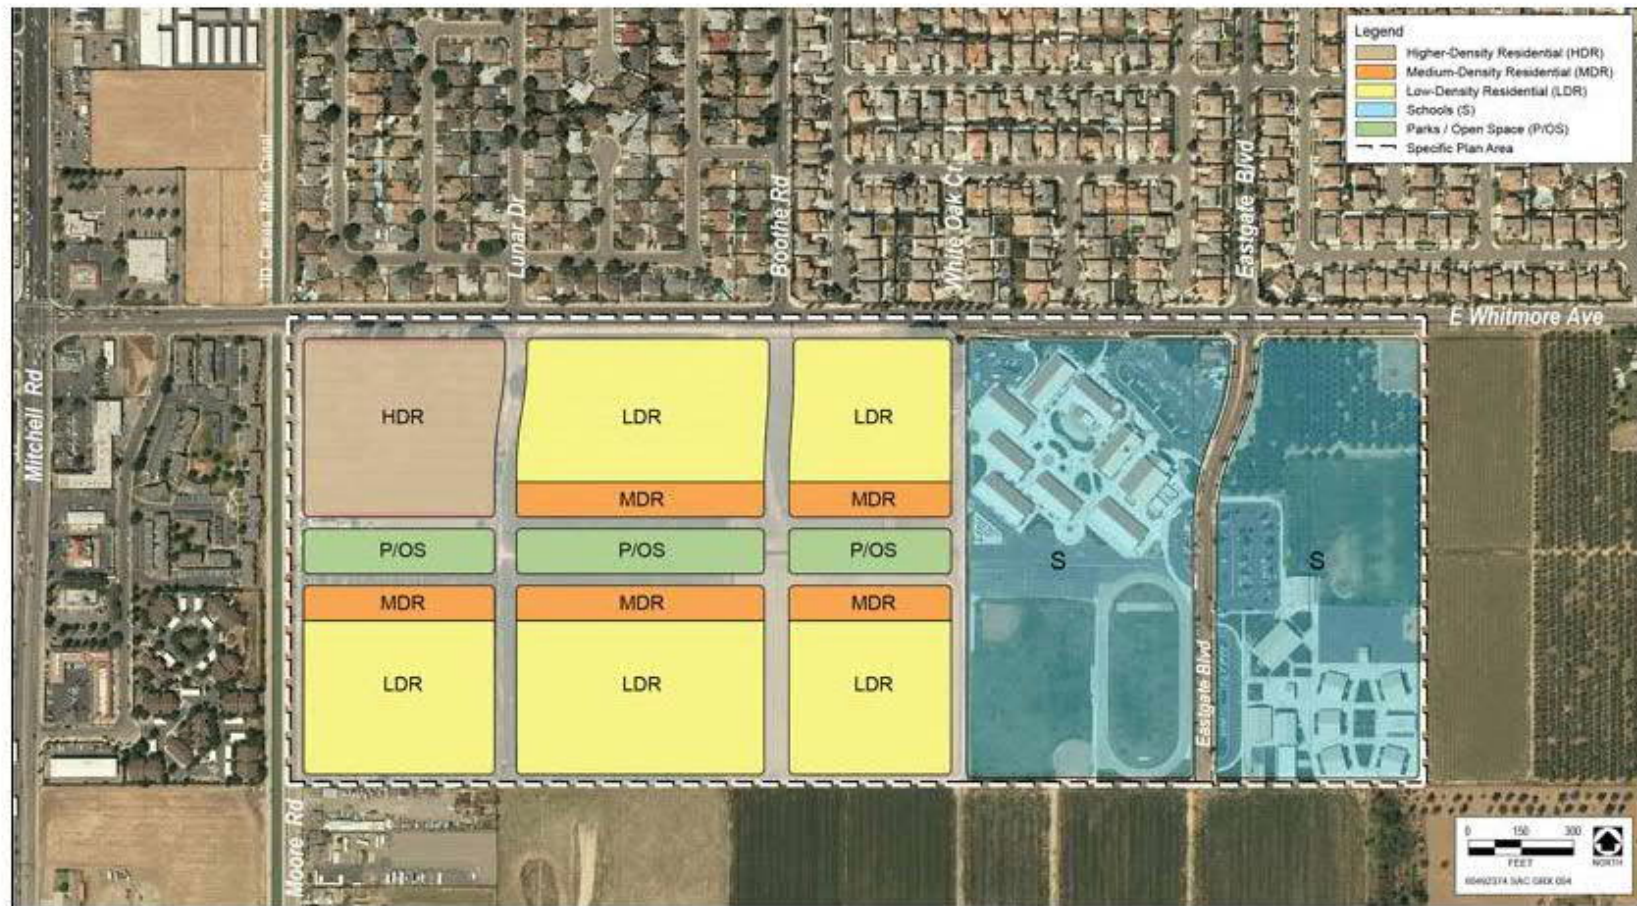 Legend
Higher-Density Residential (HDR)
Medium-Density Residential (MDR)
Low-Density Residential (LDR)
Schools (S)
Parks / Open Space (P/OS)
Specific Plan Area
Lunar Dr
Boothe Rd
White Oak Ct
Eastgate Blvd
E Whitmore Ave
Mitchell Rd
HDR
LDR
LDR
MDR
MDR
P/OS
P/OS
P/OS
S
S
MDR
MDR
MDR
LDR
LDR
LDR
Eastgate Blvd
Moore Rd
0 150 300
FEET
NORTH